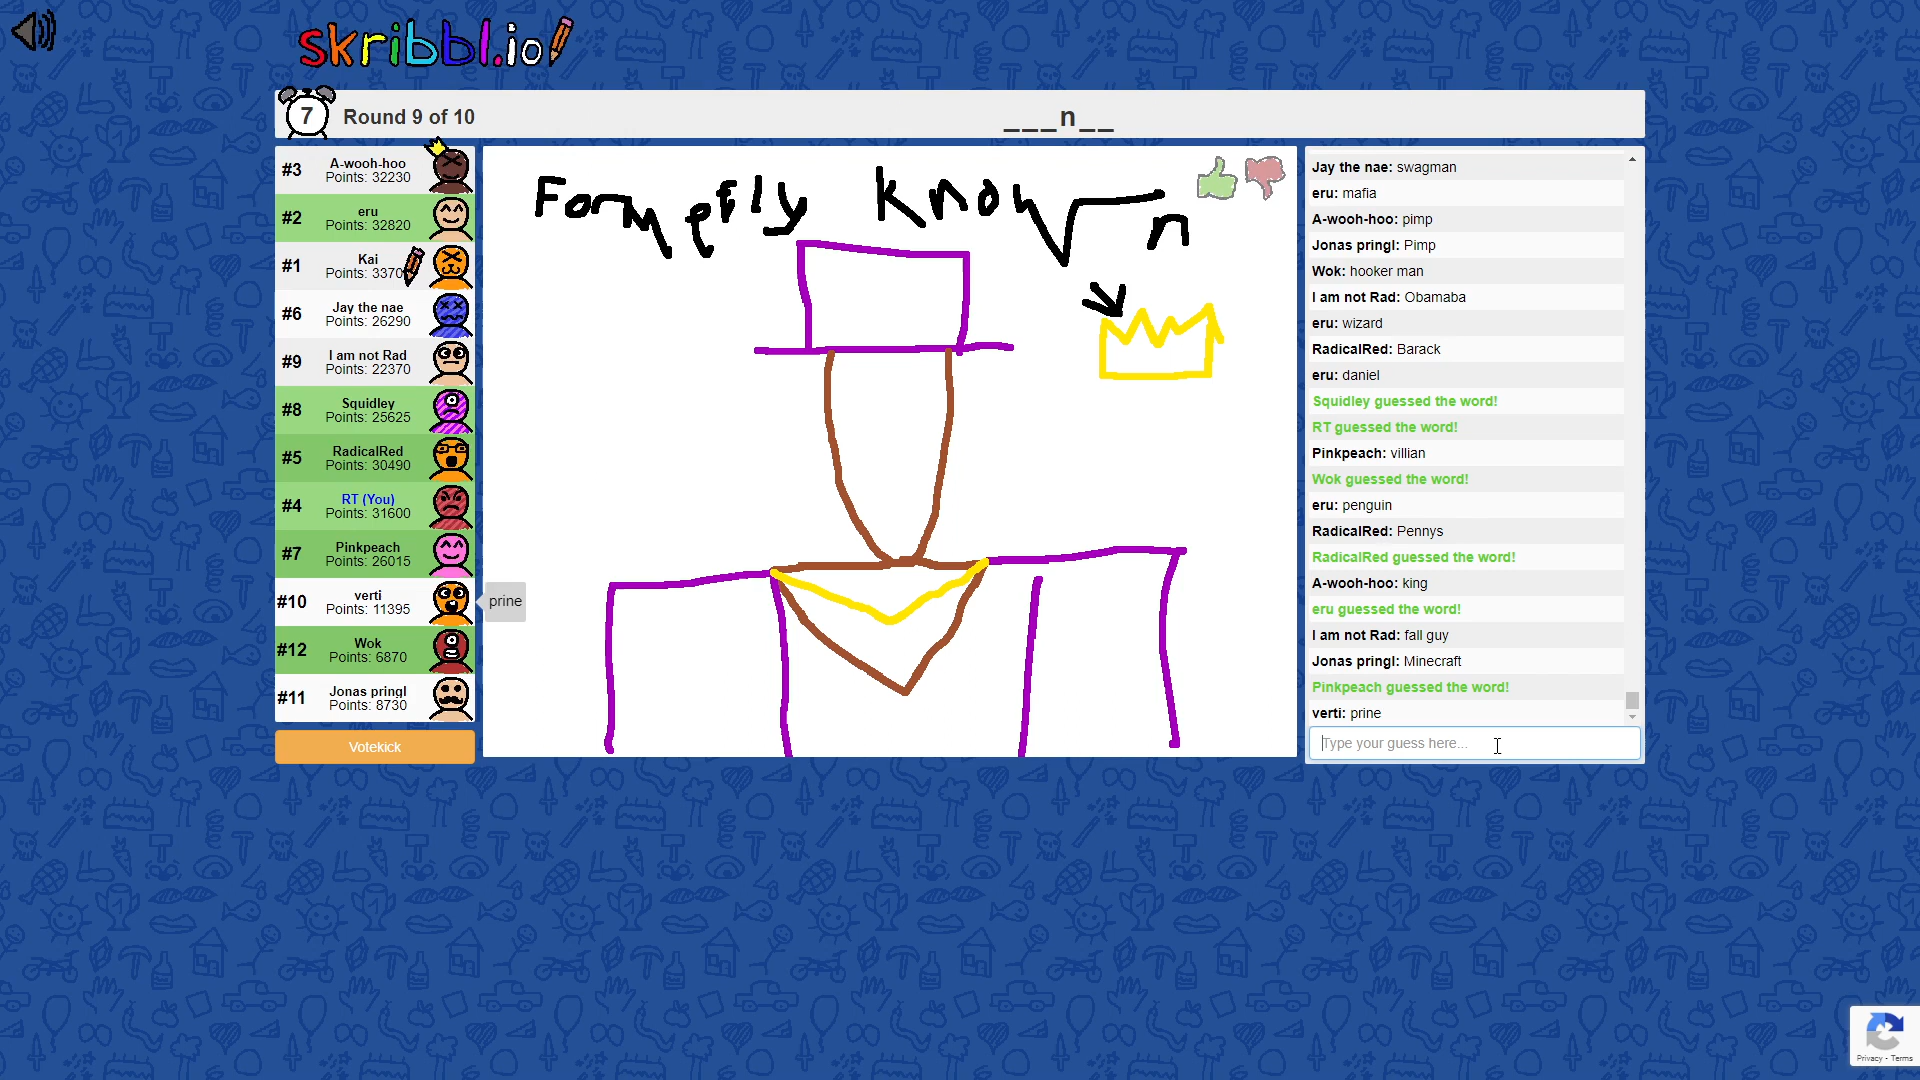 skribbl.io
7
Round 9 of 10
___n__
#3 A-wooh-hoo
Points: 32230
#2 eru
Points: 32820
#1 Kai
Points: 3370
#6 Jay the nae
Points: 26290
#9 I am not Rad
Points: 22370
#8 Squidley
Points: 25625
#5 RadicalRed
Points: 30490
#4 RT (You)
Points: 31600
#7 Pinkpeach
Points: 26015
#10 verti
Points: 11395
#12 Wok
Points: 6870
#11 Jonas pringl
Points: 8730
Votekick
Formerly known
prine
Jay the nae: swagman
eru: mafia
A-wooh-hoo: pimp
Jonas pringl: Pimp
Wok: hooker man
I am not Rad: Obamaba
eru: wizard
RadicalRed: Barack
eru: daniel
Squidley guessed the word!
RT guessed the word!
Pinkpeach: villian
Wok guessed the word!
eru: penguin
RadicalRed: Pennys
RadicalRed guessed the word!
A-wooh-hoo: king
eru guessed the word!
I am not Rad: fall guy
Jonas pringl: Minecraft
Pinkpeach guessed the word!
verti: prine
Type your guess here...
Privacy - Terms